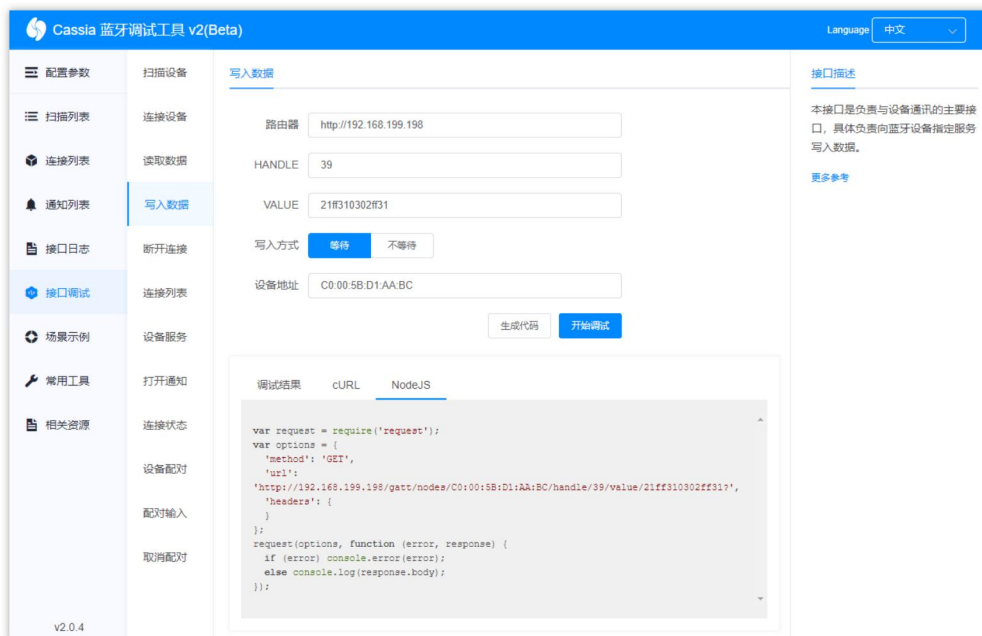 Cassia 蓝牙调试工具 v2(Beta)
Language 中文
配置参数
扫描列表
连接列表
通知列表
接口日志
接口调试
场景示例
常用工具
相关资源
v2.0.4
扫描设备
连接设备
读取数据
写入数据
断开连接
连接列表
设备服务
打开通知
连接状态
设备配对
配对输入
取消配对
写入数据
路由器 http://192.168.199.198
HANDLE 39
VALUE 21ff310302ff31
写入方式 等待 不等待
设备地址 C0:00:5B:D1:AA:BC
生成代码 开始调试
调试结果 cURL NodeJS
var request = require('request');
var options = {
'method': 'GET',
'url':
'http://192.168.199.198/gatt/nodes/C0:00:5B:D1:AA:BC/handle/39/value/21ff310302ff31?',
'headers': {
}
};
request(options, function (error, response) {
if (error) console.error(error);
else console.log(response.body);
});
接口描述
本接口是负责与设备通讯的主要接
口，具体负责向蓝牙设备指定服务
写入数据。
更多参考